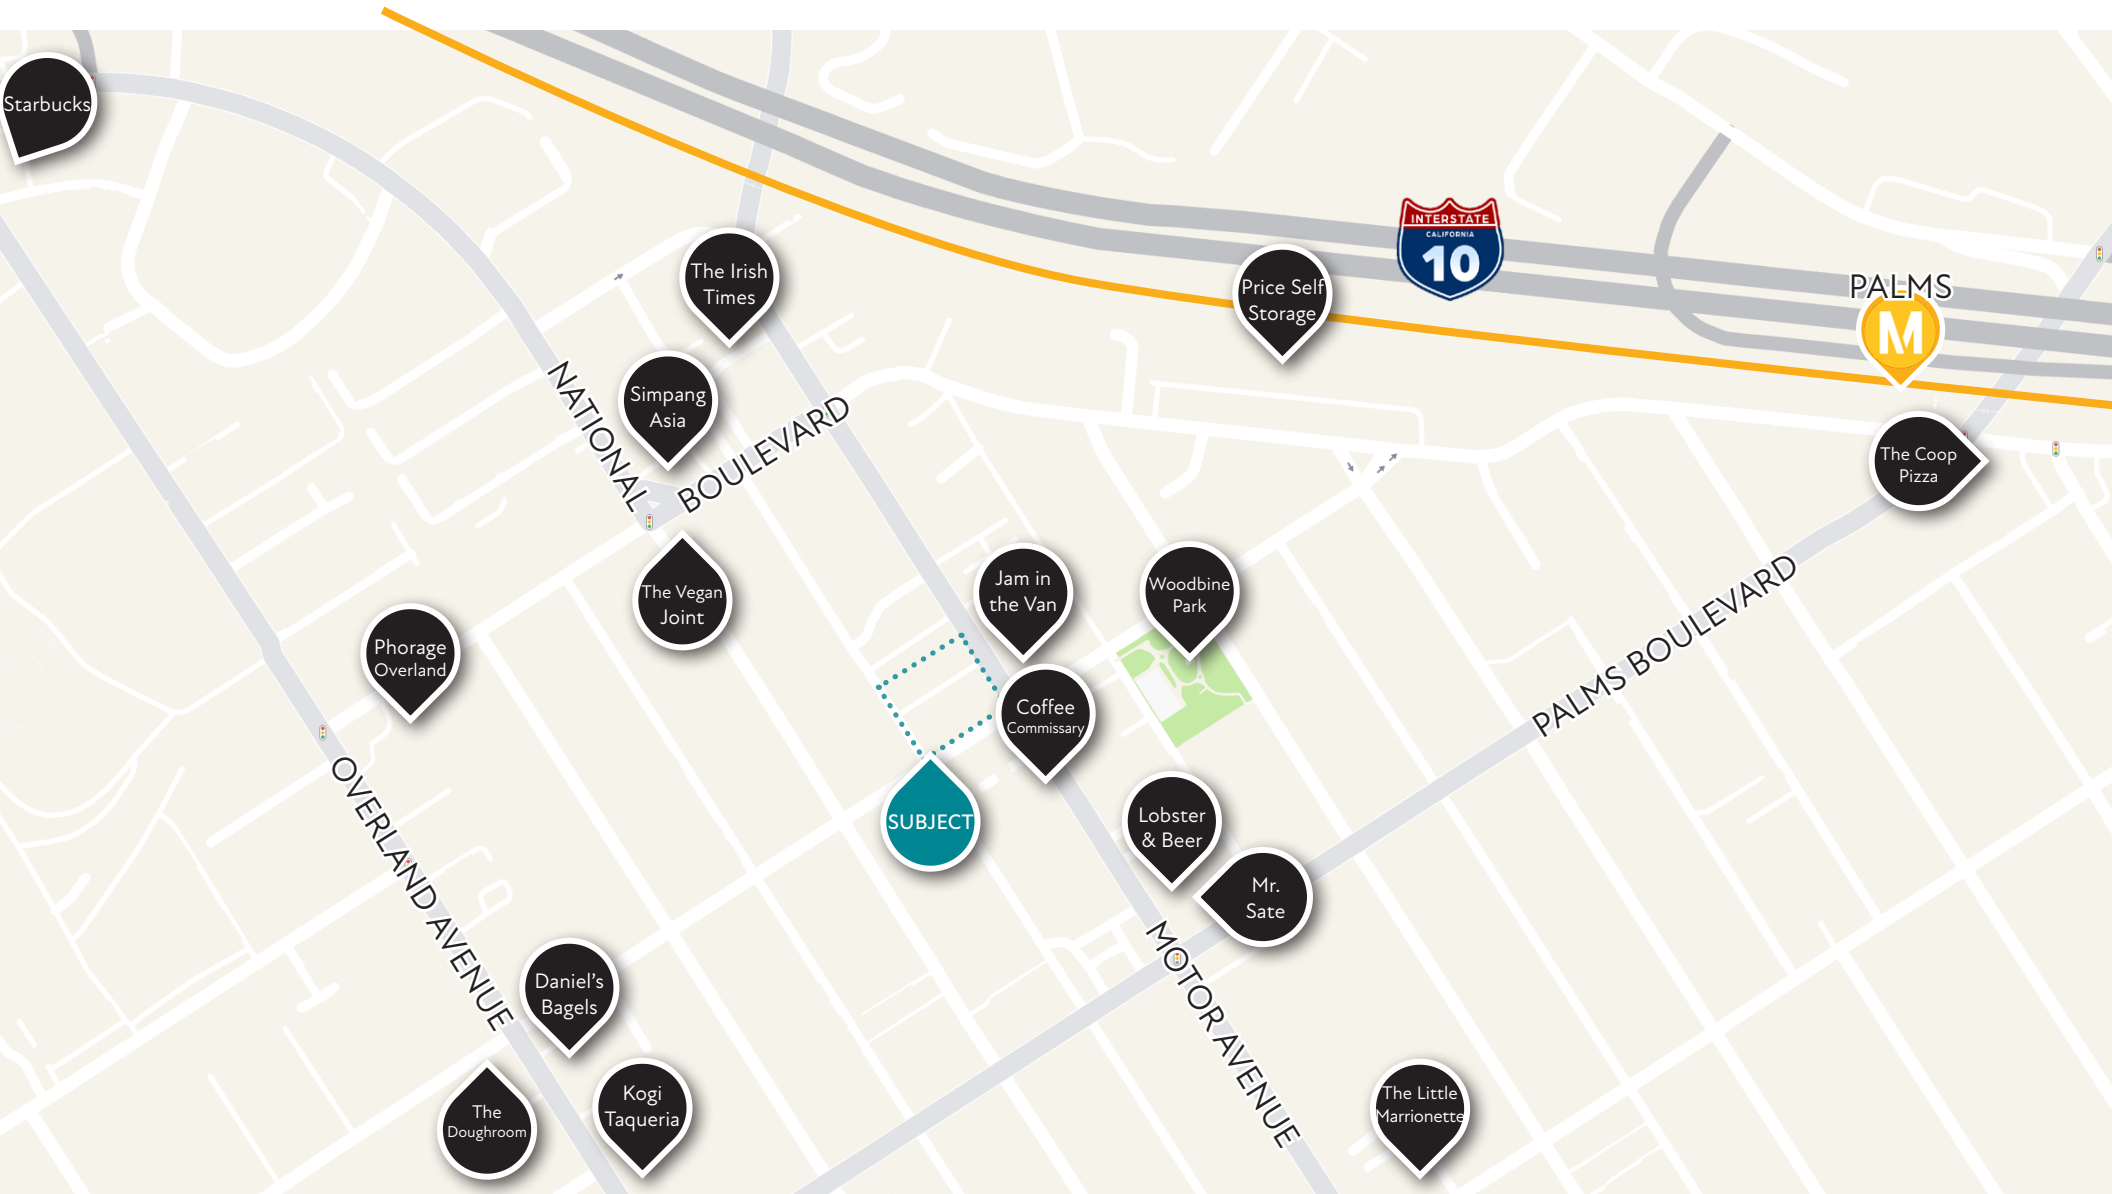 Starbucks
The Irish
Times
INTERSTATE
CALIFORNIA
10
Price Self
Storage
PALMS
M
NATIONAL
BOULEVARD
Simpang
Asia
The Coop
Pizza
The Vegan
Joint
Jam in
the Van
Woodbine
Park
Phorage
Overland
PALMS BOULEVARD
Coffee
Commissary
SUBJECT
Lobster
& Beer
Mr.
Sate
OVERLAND AVENUE
MOTOR AVENUE
Daniel's
Bagels
The
Doughroom
Kogi
Taqueria
The Little
Marrionette